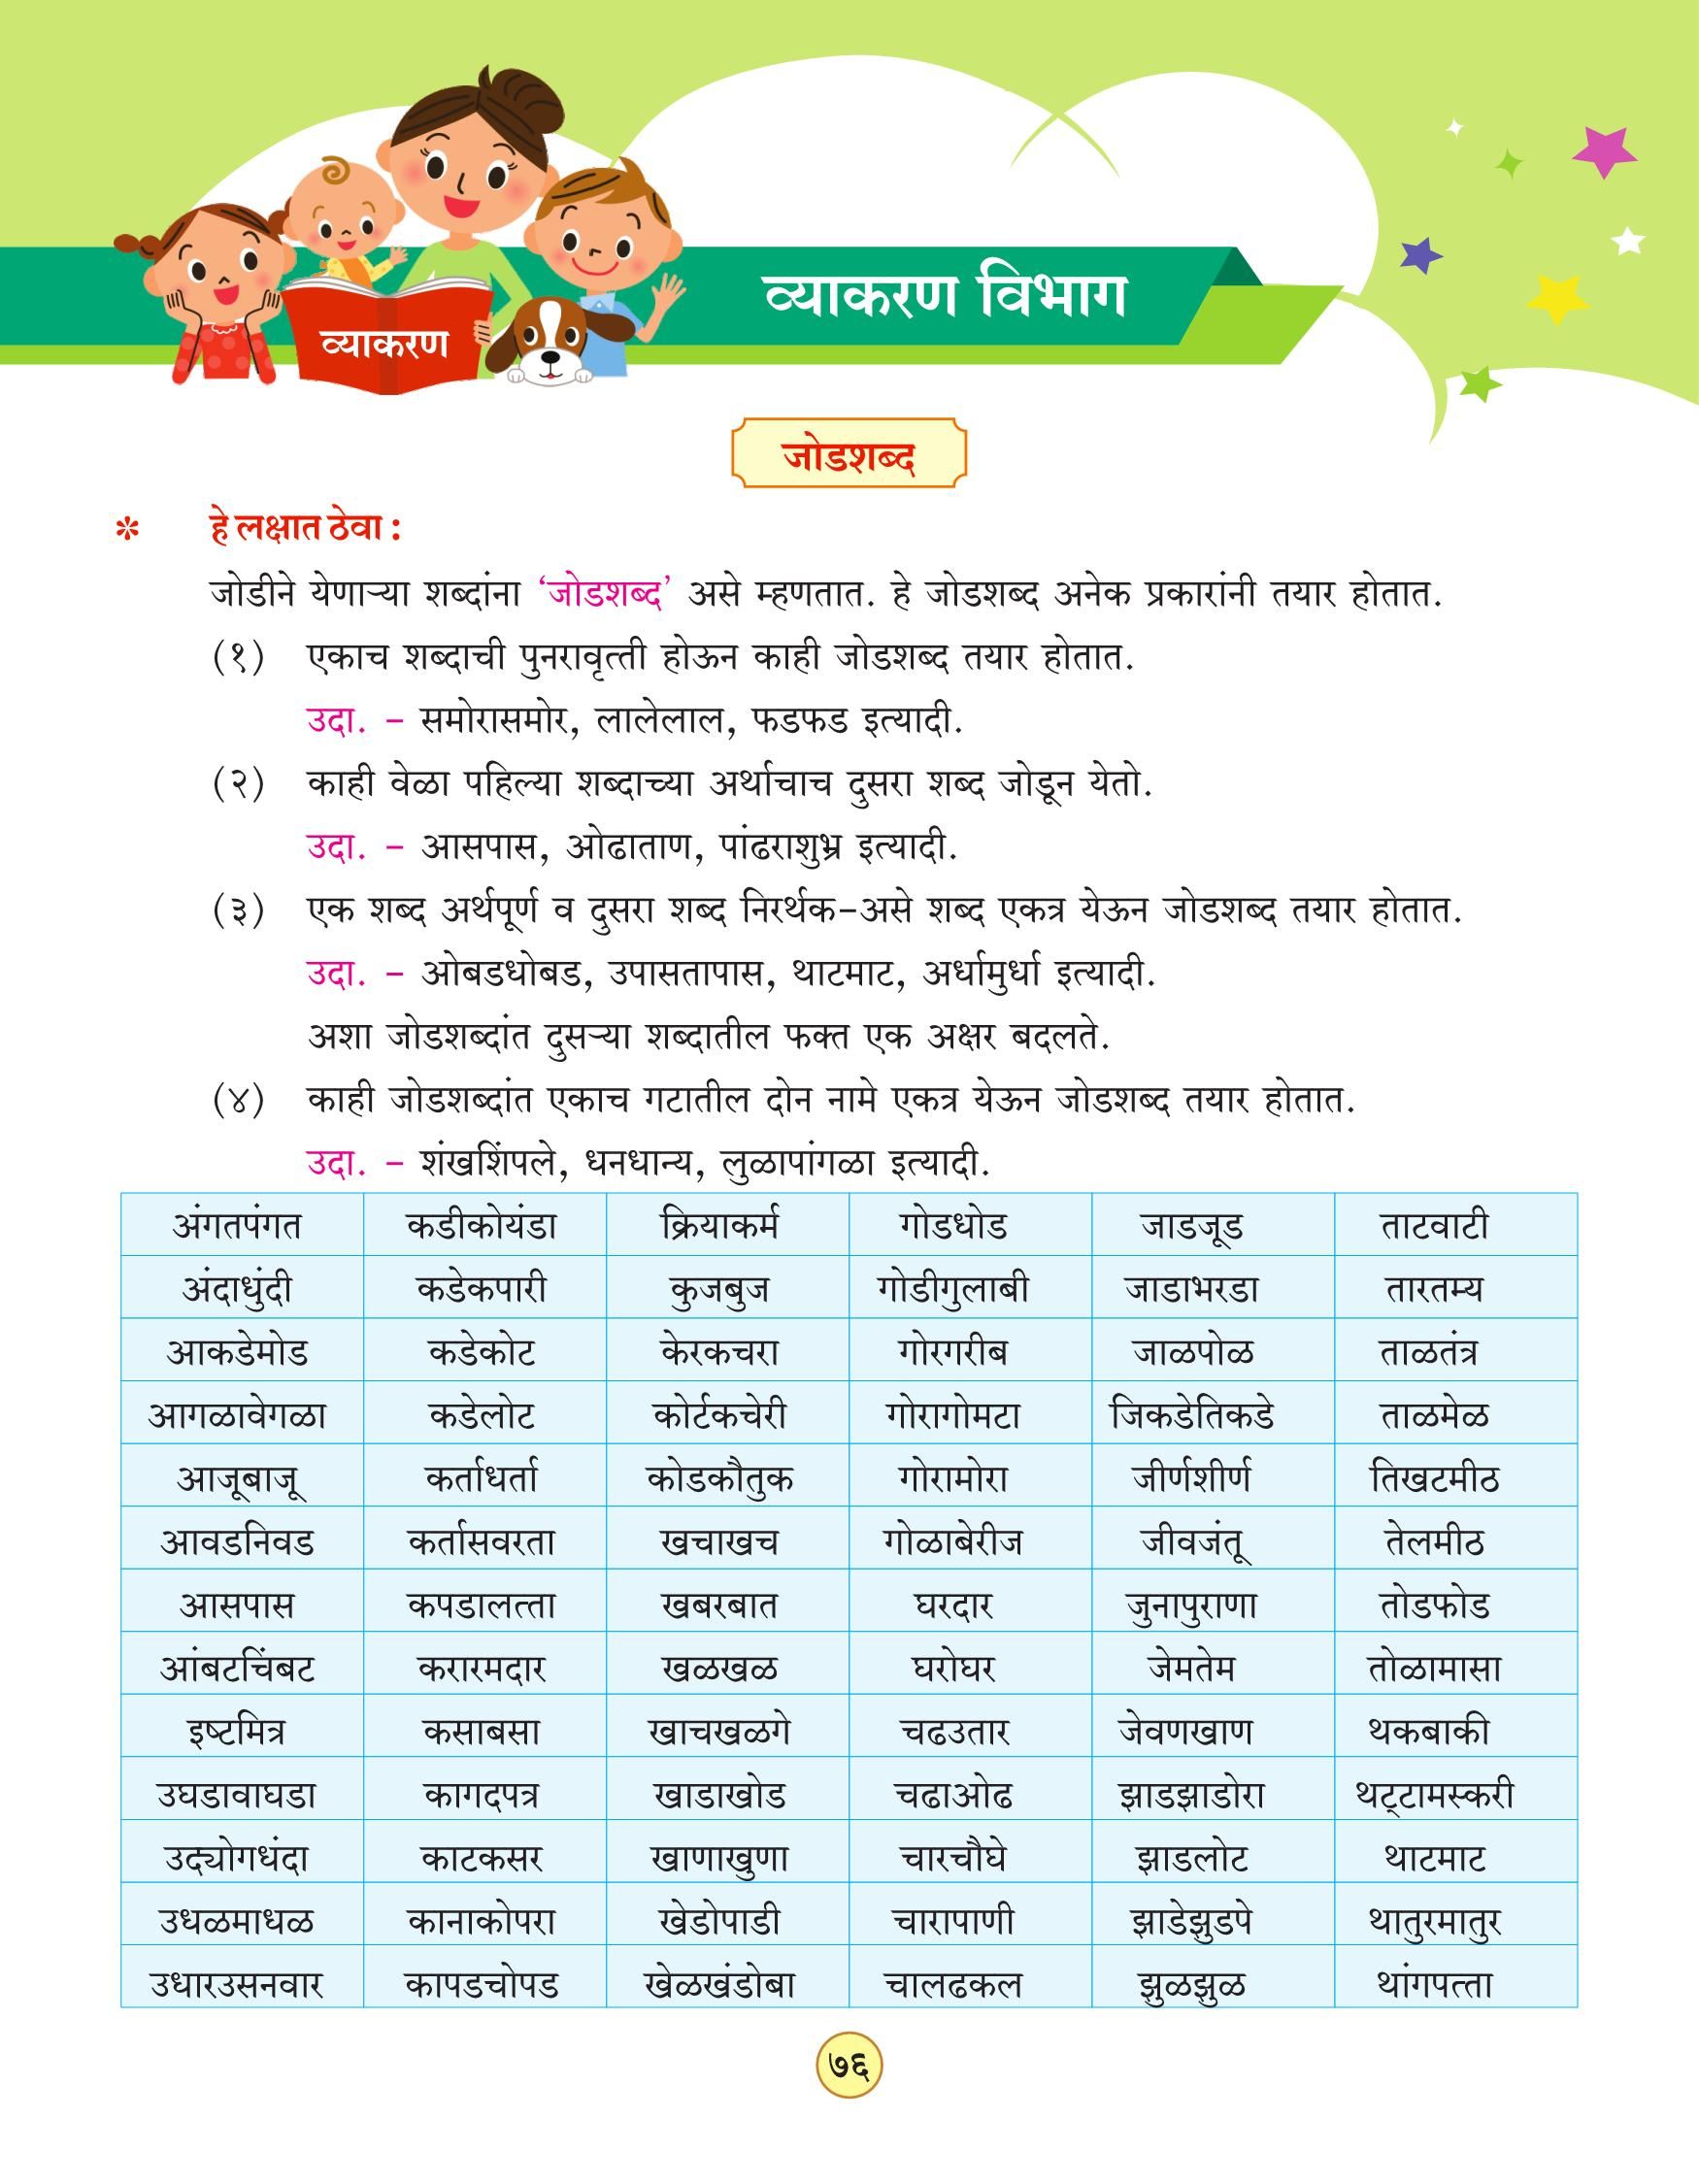 व्याकरण विभाग
व्याकरण
जोडशब्द
* हे लक्षात ठेवा :
जोडीने येणाऱ्या शब्दांना ‘जोडशब्द’ असे म्हणतात. हे जोडशब्द अनेक प्रकारांनी तयार होतात.
(१) एकाच शब्दाची पुनरावृत्ती होऊन काही जोडशब्द तयार होतात.
उदा. – समोरासमोर, लालेलाल, फडफड इत्यादी.
(२) काही वेळा पहिल्या शब्दाच्या अर्थाचाच दुसरा शब्द जोडून येतो.
उदा. – आसपास, ओढाताण, पांढराशुभ्र इत्यादी.
(३) एक शब्द अर्थपूर्ण व दुसरा शब्द निरर्थक–असे शब्द एकत्र येऊन जोडशब्द तयार होतात.
उदा. – ओबडधोबड, उपासतापास, थाटमाट, अर्धामुर्धा इत्यादी.
अशा जोडशब्दांत दुसऱ्या शब्दातील फक्त एक अक्षर बदलते.
(४) काही जोडशब्दांत एकाच गटातील दोन नामे एकत्र येऊन जोडशब्द तयार होतात.
उदा. – शंखशिंपले, धनधान्य, लुळापांगळा इत्यादी.
अंगतपंगत कडीकोयंडा क्रियाकर्म गोडधोड जाडजूड ताटवाटी
अंदाधुंदी कडेकपारी कुजबुज गोडीगुलाबी जाडाभरडा तारतम्य
आकडेमोड कडेकोट केरकचरा गोरगरीब जाळपोळ ताळतंत्र
आगळावेगळा कडेलोट कोर्टकचेरी गोरागोमटा जिकडेतिकडे ताळमेळ
आजूबाजू कर्ताधर्ता कोडकौतुक गोरामोरा जीर्णशीर्ण तिखटमीठ
आवडनिवड कर्तासवरता खचाखच गोळाबेरीज जीवजंतू तेलमीठ
आसपास कपडालत्ता खबरबात घरदार जुनापुराणा तोडफोड
आंबटचिंबट करारमदार खळखळ घरोघर जेमतेम तोळामासा
इष्टमित्र कसाबसा खाचखळगे चढउतार जेवणखाण थकबाकी
उघडावाघडा कागदपत्र खाडाखोड चढाओढ झाडझाडोरा थट्टामस्करी
उद्योगधंदा काटकसर खाणाखुणा चारचौघे झाडलोट थाटमाट
उधळमाधळ कानाकोपरा खेडोपाडी चारापाणी झाडेझुडपे थातुरमातुर
उधारउसनवार कापडचोपड खेळखंडोबा चालढकल झुळझुळ थांगपत्ता
७६